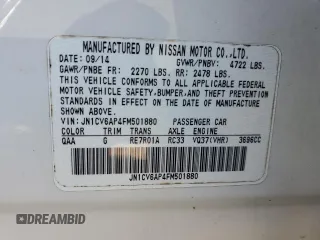 MANUFACTURED BY NISSAN MOTOR CO.,LTD.
DATE: 09/14 GVWR/PNBV: 4722 LBS.
GAWR/PNBE FR: 2270 LBS. RR: 2478 LBS.
THIS VEHICLE CONFORMS TO ALL APPLICABLE FEDERAL
MOTOR VEHICLE SAFETY,BUMPER,AND THEFT PREVENTION
STANDARDS IN EFFECT ON THE DATE OF MANUFACTURE
SHOWN ABOVE.
VIN: JN1CV6AP4FM501880 PASSENGER CAR
COLOR TRIM TRANS AXLE ENGINE
QAA G RE7R01A RC33 VQ37(VHR) 3696CC
JN1CV6AP4FM501880